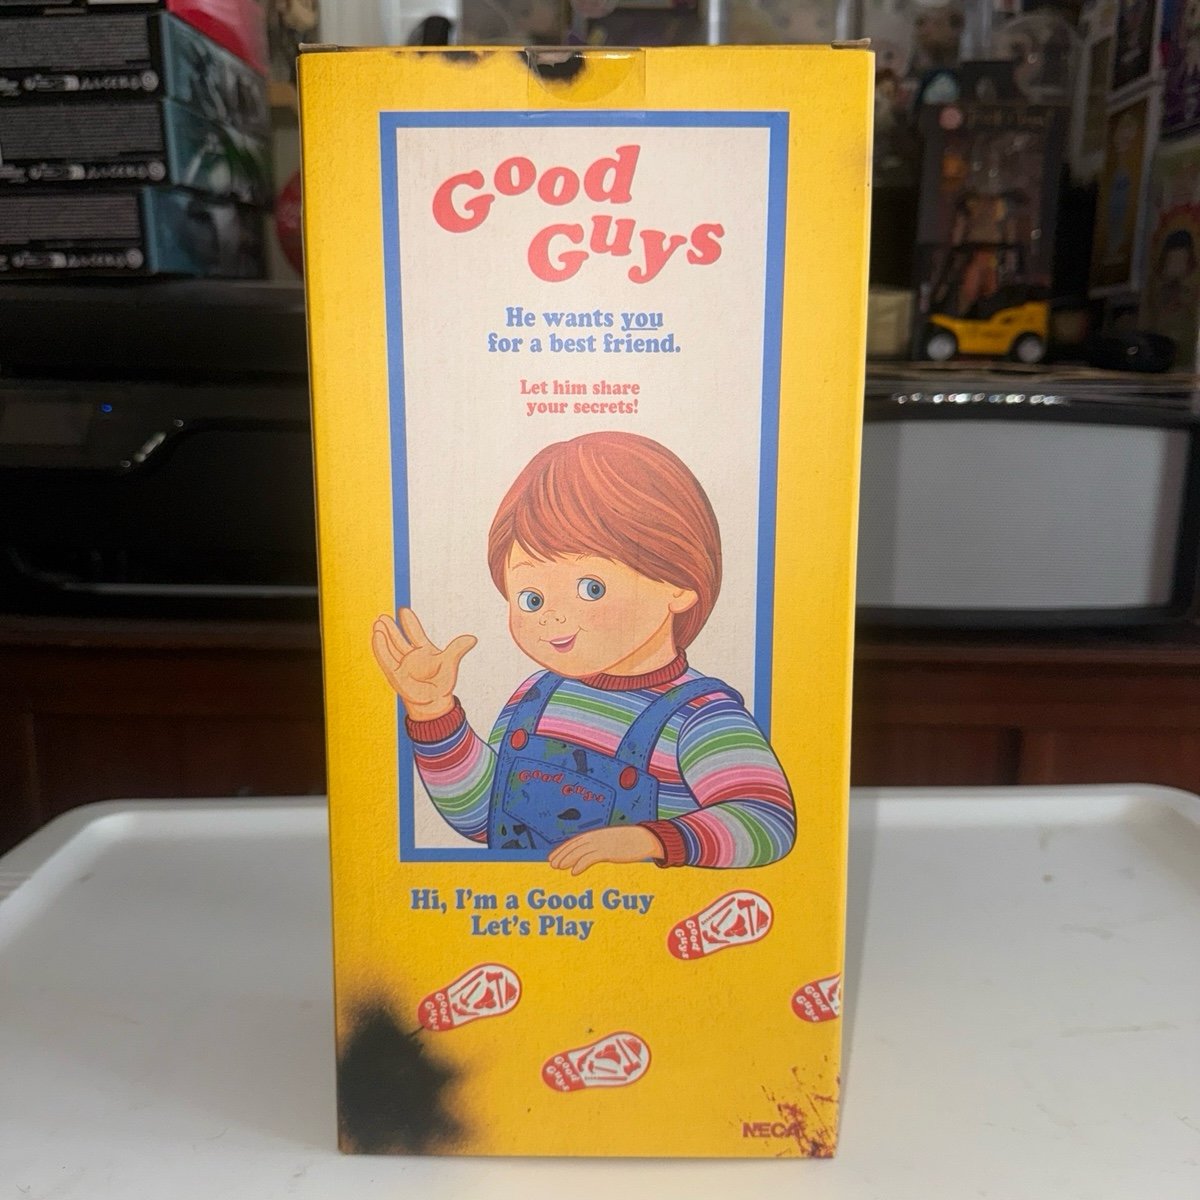 Good
Guys
He wants you
for a best friend.
Let him share
your secrets!
Good
Guys
Hi, I'm a Good Guy
Let's Play
Good
Guys
Good
Guys
Good
Guys
Good
Guys
NECA